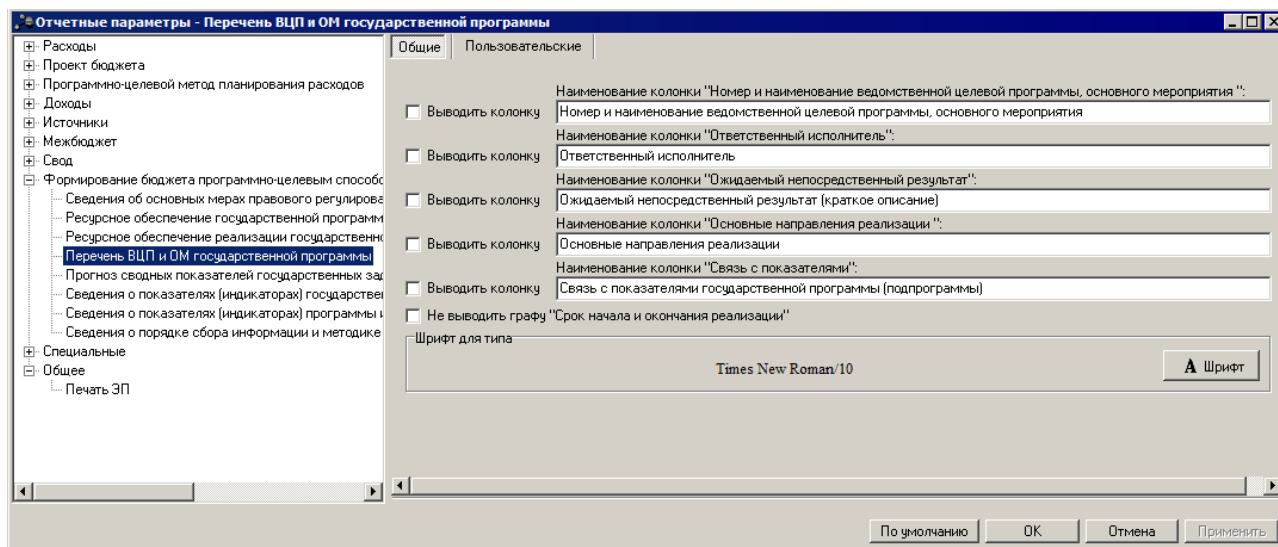 Отчетные параметры - Перечень ВЦП и ОМ государственной программы
Расходы
Проект бюджета
Программно-целевой метод планирования расходов
Доходы
Источники
Межбюджет
Свод
Формирование бюджета программно-целевым способо
Сведения об основных мерах правового регулирова
Ресурсное обеспечение государственной программ
Ресурсное обеспечение реализации государственно
Перечень ВЦП и ОМ государственной программы
Прогноз сводных показателей государственных зад
Сведения о показателях (индикаторах) государстве
Сведения о показателях (индикаторах) программы и
Сведения о порядке сбора информации и методике
Специальные
Общее
Печать ЭП
Общие
Пользовательские
Наименование колонки "Номер и наименование ведомственной целевой программы, основного мероприятия ":
Выводить колонку
Номер и наименование ведомственной целевой программы, основного мероприятия
Наименование колонки "Ответственный исполнитель":
Выводить колонку
Ответственный исполнитель
Наименование колонки "Ожидаемый непосредственный результат":
Выводить колонку
Ожидаемый непосредственный результат (краткое описание)
Наименование колонки "Основные направления реализации ":
Выводить колонку
Основные направления реализации
Наименование колонки "Связь с показателями":
Выводить колонку
Связь с показателями государственной программы (подпрограммы)
Не выводить графу "Срок начала и окончания реализации"
Шрифт для типа
Times New Roman/10
А Шрифт
По умолчанию
OK
Отмена
Применить